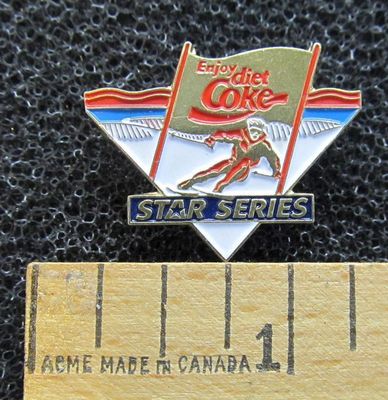 Enjoy
diet
Coke
STAR SERIES
ACME MADE IN CANADA 1